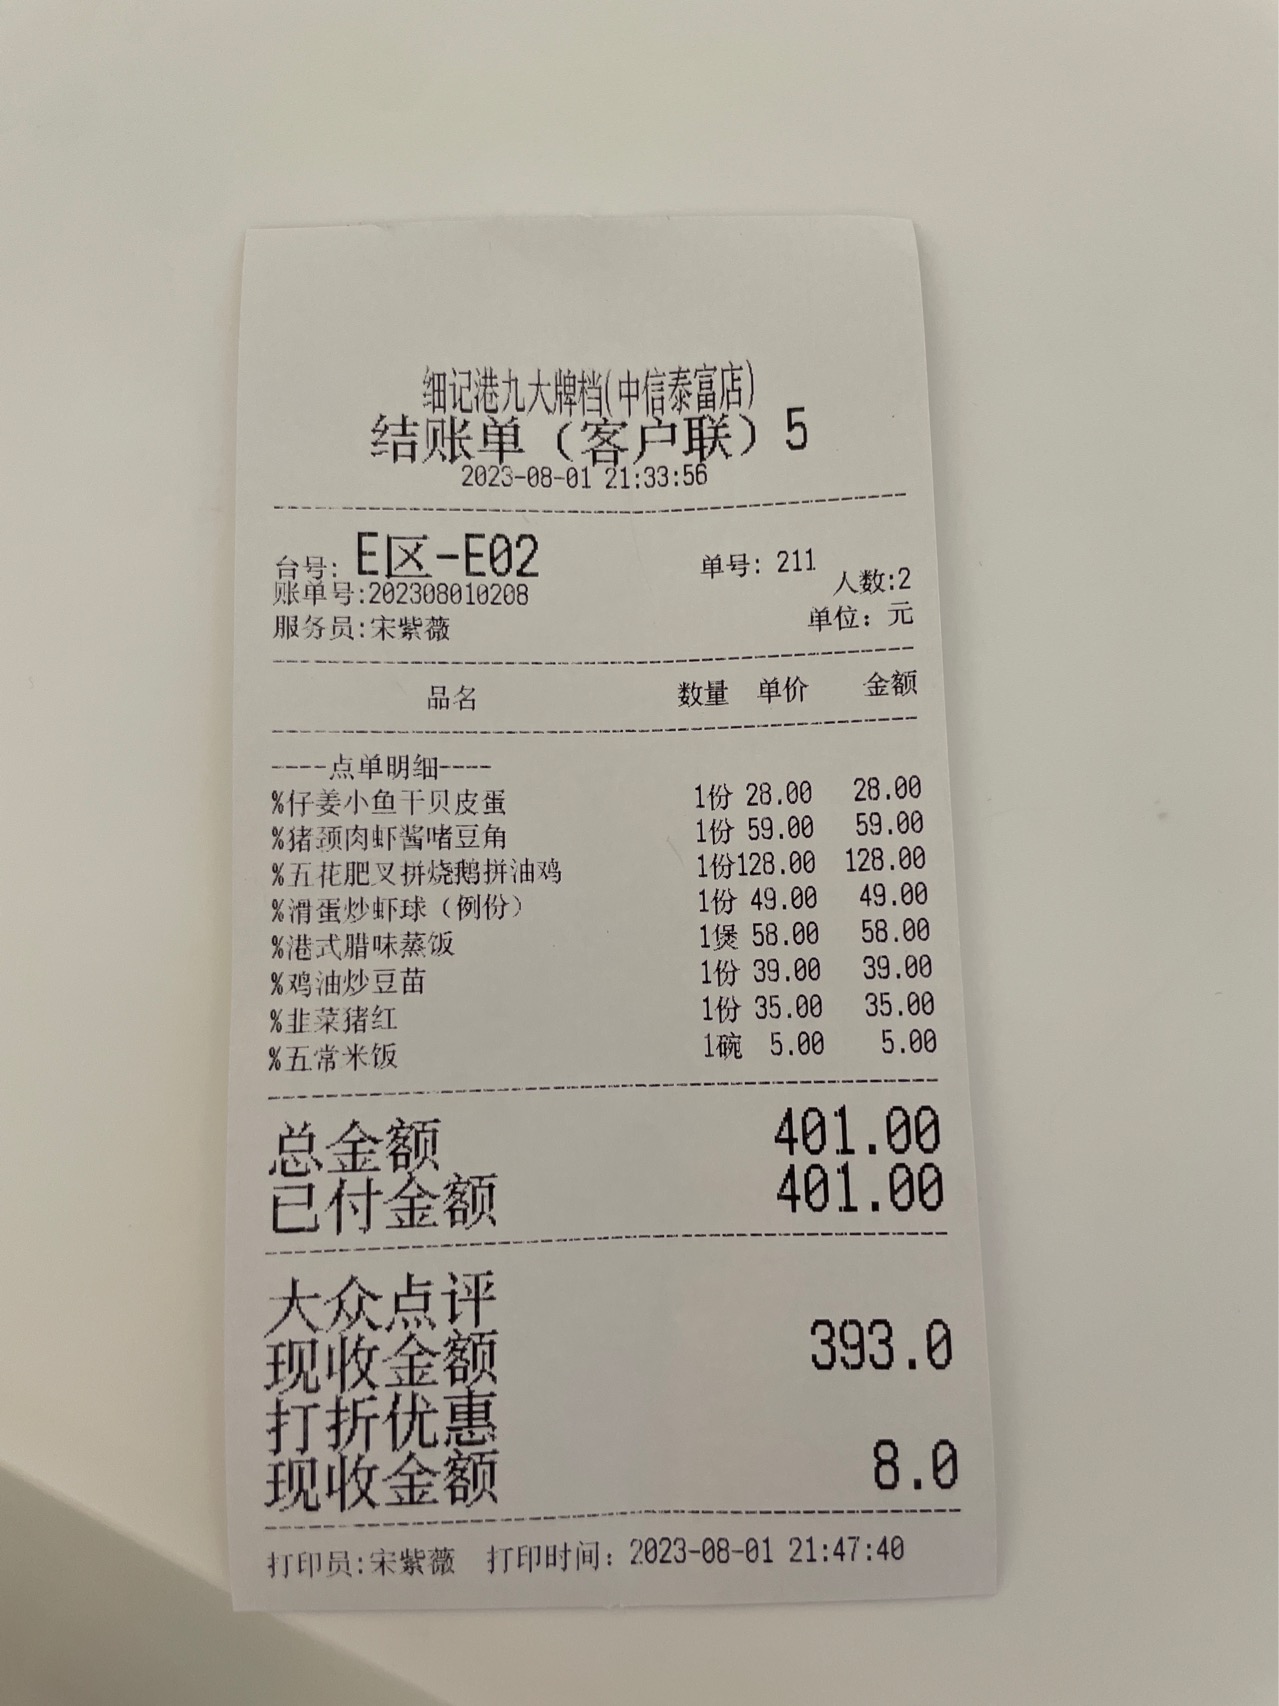 细记港九大牌档(中信泰富店)
结账单（客户联）5
2023-08-01 21:33:56
台号: E区-E02 单号: 211
账单号:202308010208 人数:2
服务员:宋紫薇 单位: 元
品名 数量 单价 金额
----点单明细----
%仔姜小鱼干贝皮蛋 1份 28.00 28.00
%猪颈肉虾酱啫豆角 1份 59.00 59.00
%五花肥叉拼烧鹅拼油鸡 1份128.00 128.00
%滑蛋炒虾球（例份） 1份 49.00 49.00
%港式腊味蒸饭 1煲 58.00 58.00
%鸡油炒豆苗 1份 39.00 39.00
%韭菜猪红 1份 35.00 35.00
%五常米饭 1碗 5.00 5.00
总金额 401.00
已付金额 401.00
大众点评
现收金额 393.0
打折优惠
现收金额 8.0
打印员:宋紫薇 打印时间: 2023-08-01 21:47:40